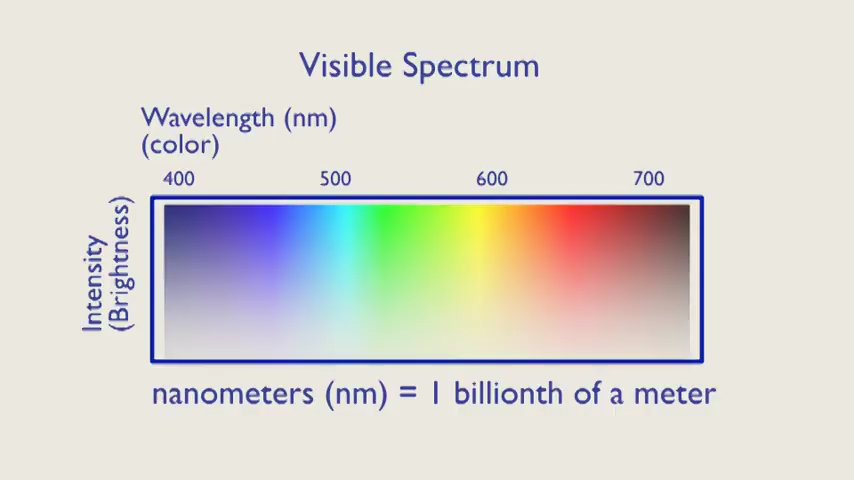 Visible Spectrum
Wavelength (nm)
(color)
400 500 600 700
Intensity
(Brightness)
nanometers (nm) = 1 billionth of a meter